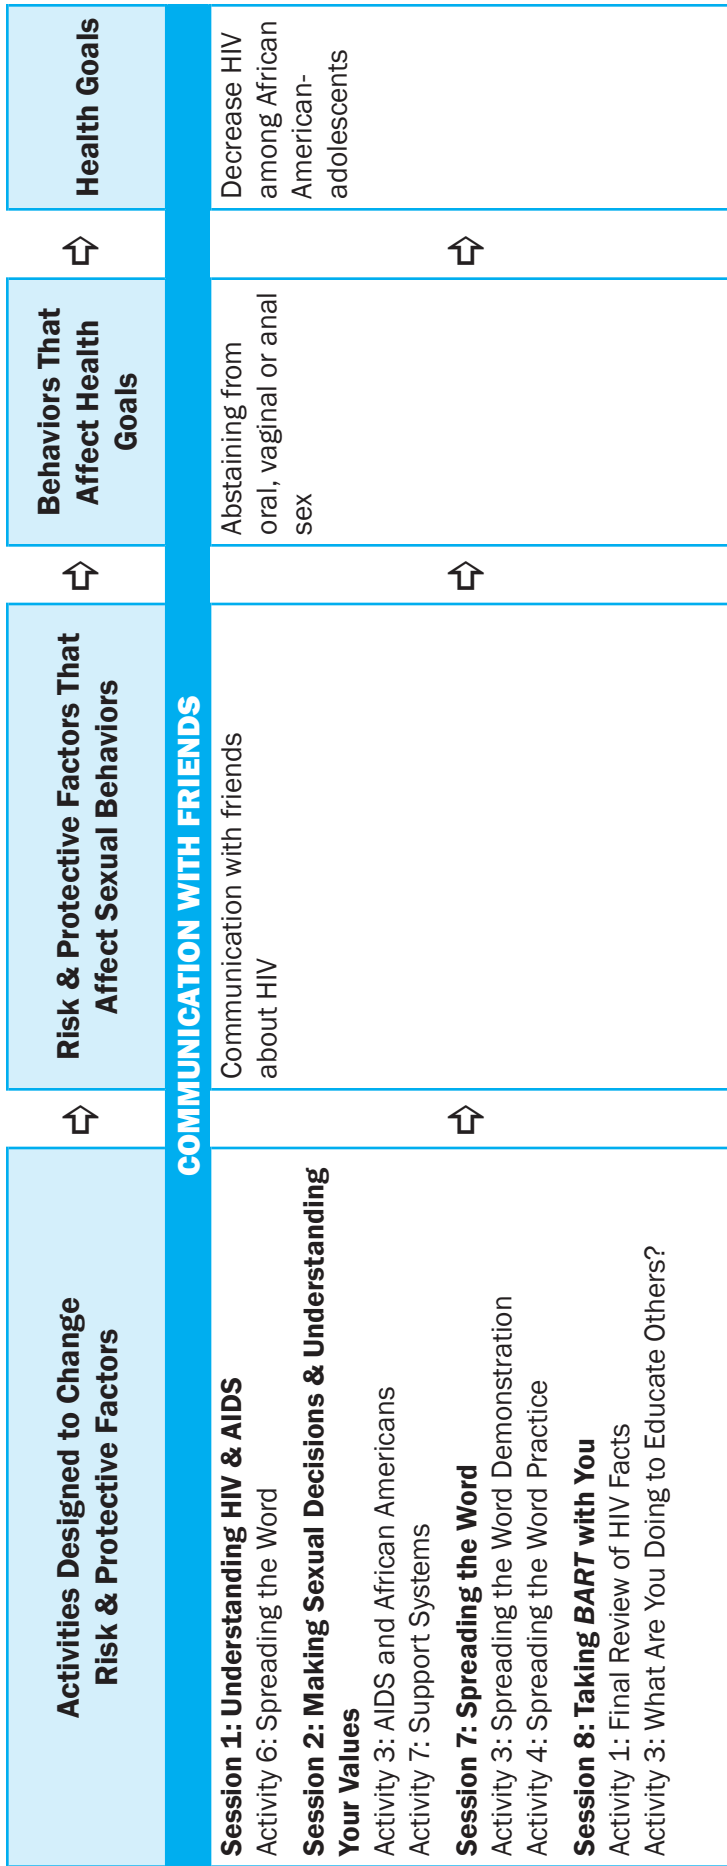 Activities Designed to Change
Risk & Protective Factors
⇨
Risk & Protective Factors That
Affect Sexual Behaviors
⇨
Behaviors That
Affect Health
Goals
⇨
Health Goals
COMMUNICATION WITH FRIENDS
Session 1: Understanding HIV & AIDS
Activity 6: Spreading the Word
Session 2: Making Sexual Decisions & Understanding
Your Values
Activity 3: AIDS and African Americans
Activity 7: Support Systems
Session 7: Spreading the Word
Activity 3: Spreading the Word Demonstration
Activity 4: Spreading the Word Practice
Session 8: Taking BART with You
Activity 1: Final Review of HIV Facts
Activity 3: What Are You Doing to Educate Others?
⇨
Communication with friends
about HIV
⇨
Abstaining from
oral, vaginal or anal
sex
⇨
Decrease HIV
among African
American-
adolescents